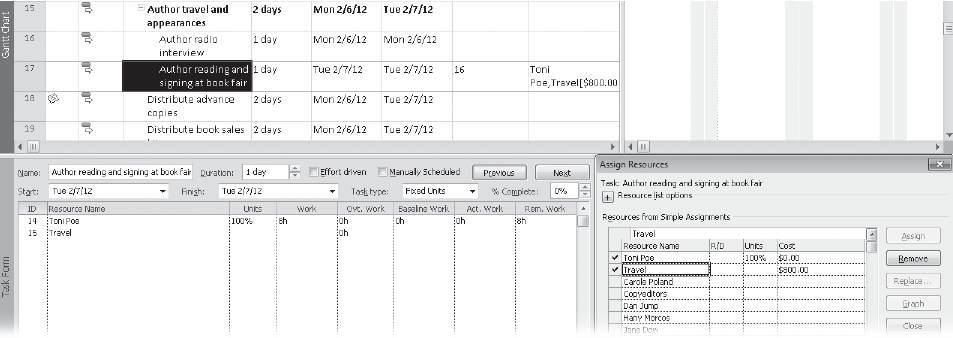 Gantt Chart
15 Author travel and appearances 2 days Mon 2/6/12 Tue 2/7/12
16 Author radio interview 1 day Mon 2/6/12 Mon 2/6/12
17 Author reading and signing at book fair 1 day Tue 2/7/12 Tue 2/7/12 16 Toni Poe,Travel[$800.00
18 Distribute advance copies 2 days Mon 2/6/12 Tue 2/7/12
19 Distribute book sales 2 days Mon 2/6/12 Tue 2/7/12
Task Form
Name: Author reading and signing at book fair Duration: 1 day Effort driven Manually Scheduled Previous Next
Start: Tue 2/7/12 Finish: Tue 2/7/12 Task type: Fixed Units % Complete: 0%
ID Resource Name Units Work Ovt. Work Baseline Work Act. Work Rem. Work
14 Toni Poe 100% 8h 0h 0h 0h 8h
15 Travel 0h
Assign Resources
Task: Author reading and signing at book fair
Resource list options
Resources from Simple Assignments
Travel
Resource Name R/D Units Cost
Toni Poe 100% $0.00
Travel $800.00
Carole Poland
Copyeditors
Dan Jump
Hany Morcos
Jane Dow
Assign
Remove
Replace...
Graph
Close